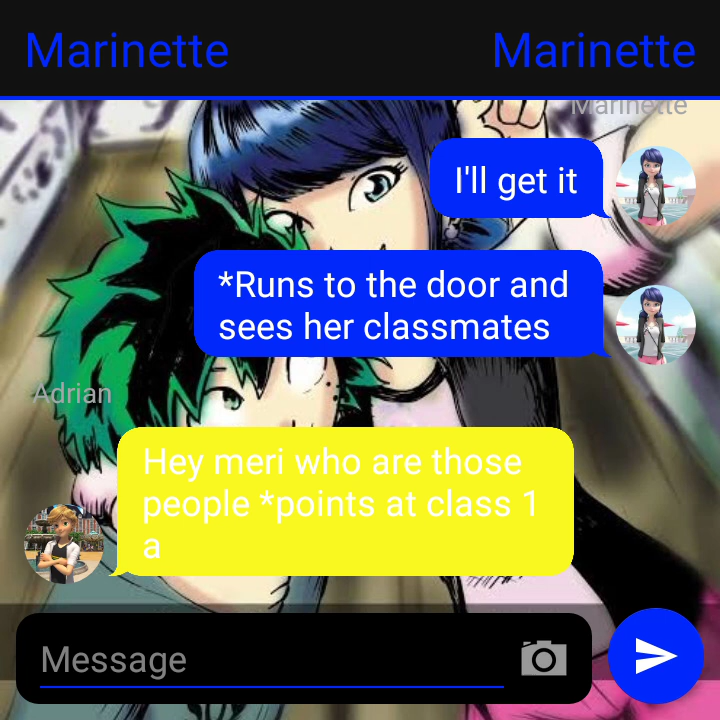 Marinette Marinette
Marinette
I'll get it
*Runs to the door and
sees her classmates
Adrian
Hey meri who are those
people *points at class 1
a
Message